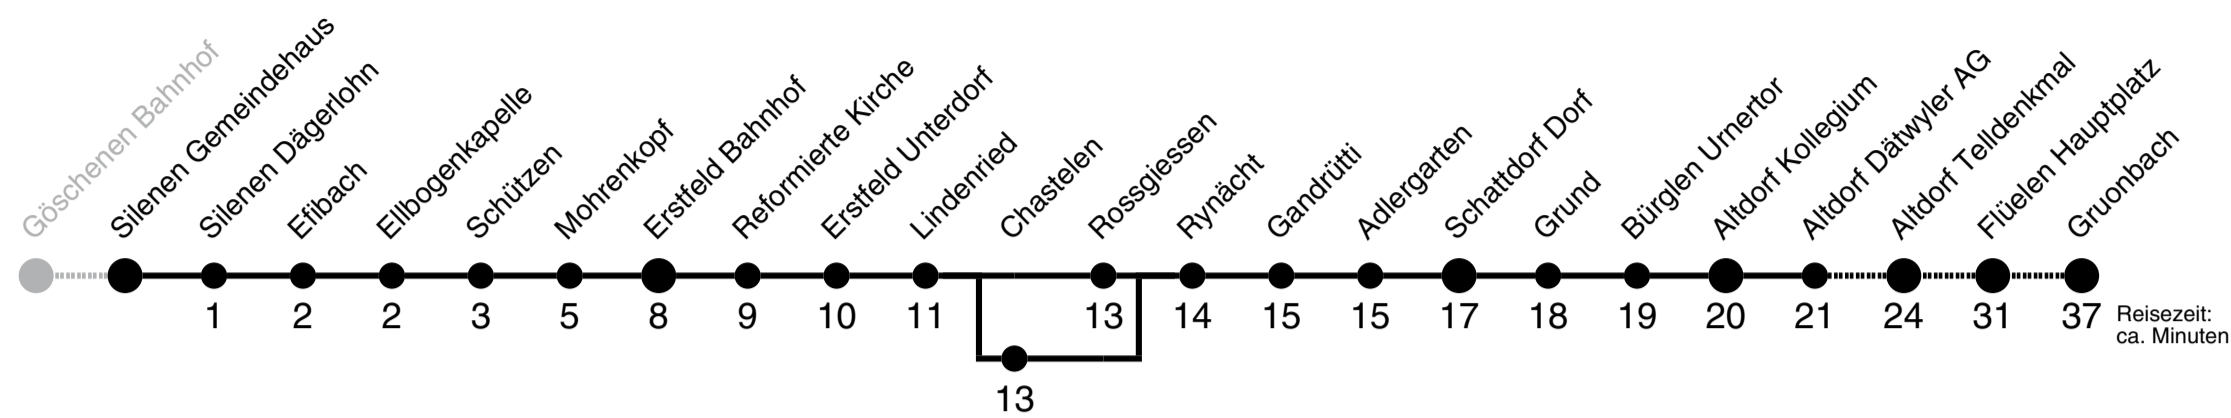 Göschenen Bahnhof
Silenen Gemeindehaus
Silenen Dägerlohn
Efibach
Ellbogenkapelle
Schützen
Mohrenkopf
Erstfeld Bahnhof
Reformierte Kirche
Erstfeld Unterdorf
Lindenried
Chastelen
Rossgiessen
Rynächt
Gandrütti
Adlergarten
Schattdorf Dorf
Grund
Bürglen Urnertor
Altdorf Kollegium
Altdorf Dätwyler AG
Altdorf Telldenkmal
Flüelen Hauptplatz
Gruonbach
1 2 2 3 5 8 9 10 11 13 14 15 15 17 18 19 20 21 24 31 37 Reisezeit:
ca. Minuten
13